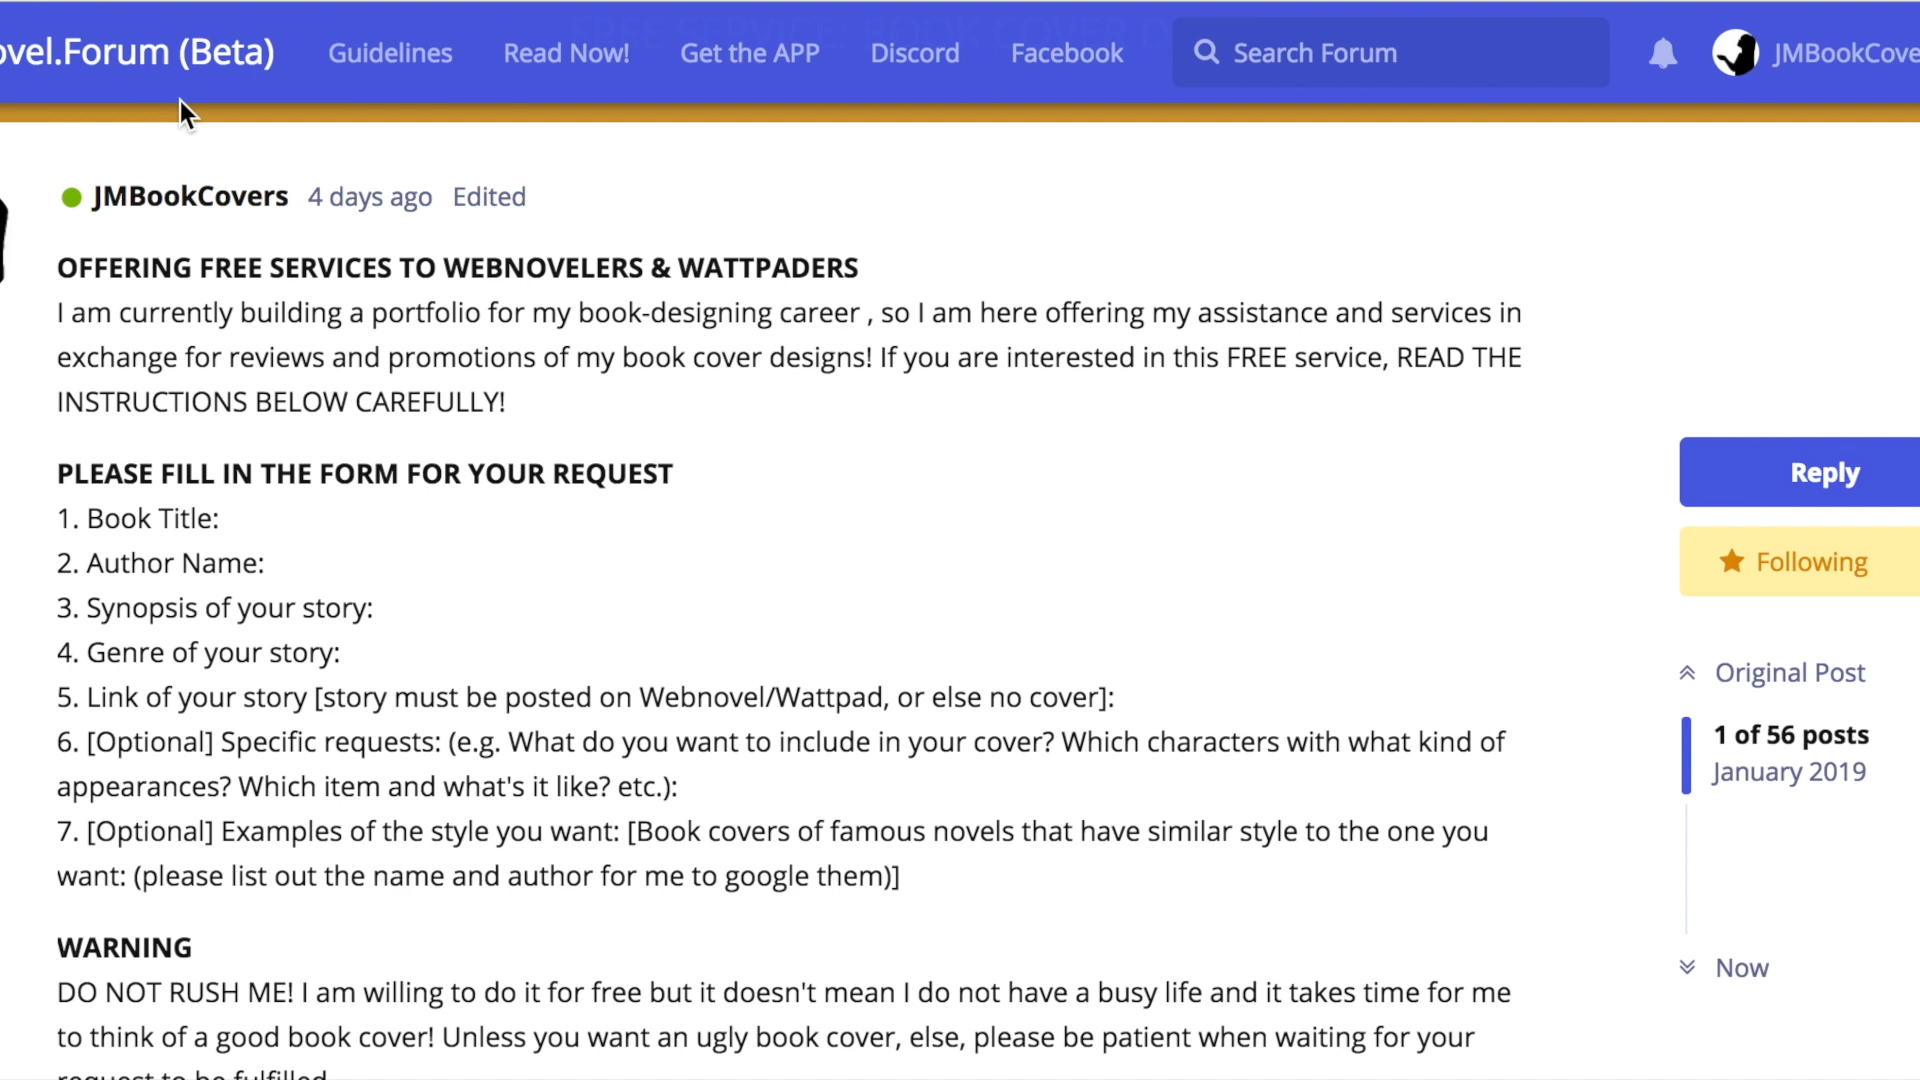 ovel.Forum (Beta) Guidelines Read Now! Get the APP Discord Facebook Search Forum JMBookCove
JMBookCovers 4 days ago Edited
OFFERING FREE SERVICES TO WEBNOVELERS & WATTPADERS
I am currently building a portfolio for my book-designing career , so I am here offering my assistance and services in
exchange for reviews and promotions of my book cover designs! If you are interested in this FREE service, READ THE
INSTRUCTIONS BELOW CAREFULLY!
PLEASE FILL IN THE FORM FOR YOUR REQUEST
1. Book Title:
2. Author Name:
3. Synopsis of your story:
4. Genre of your story:
5. Link of your story [story must be posted on Webnovel/Wattpad, or else no cover]:
6. [Optional] Specific requests: (e.g. What do you want to include in your cover? Which characters with what kind of
appearances? Which item and what's it like? etc.):
7. [Optional] Examples of the style you want: [Book covers of famous novels that have similar style to the one you
want: (please list out the name and author for me to google them)]
WARNING
DO NOT RUSH ME! I am willing to do it for free but it doesn't mean I do not have a busy life and it takes time for me
to think of a good book cover! Unless you want an ugly book cover, else, please be patient when waiting for your
request to be fulfilled
Reply
Following
Original Post
1 of 56 posts
January 2019
Now